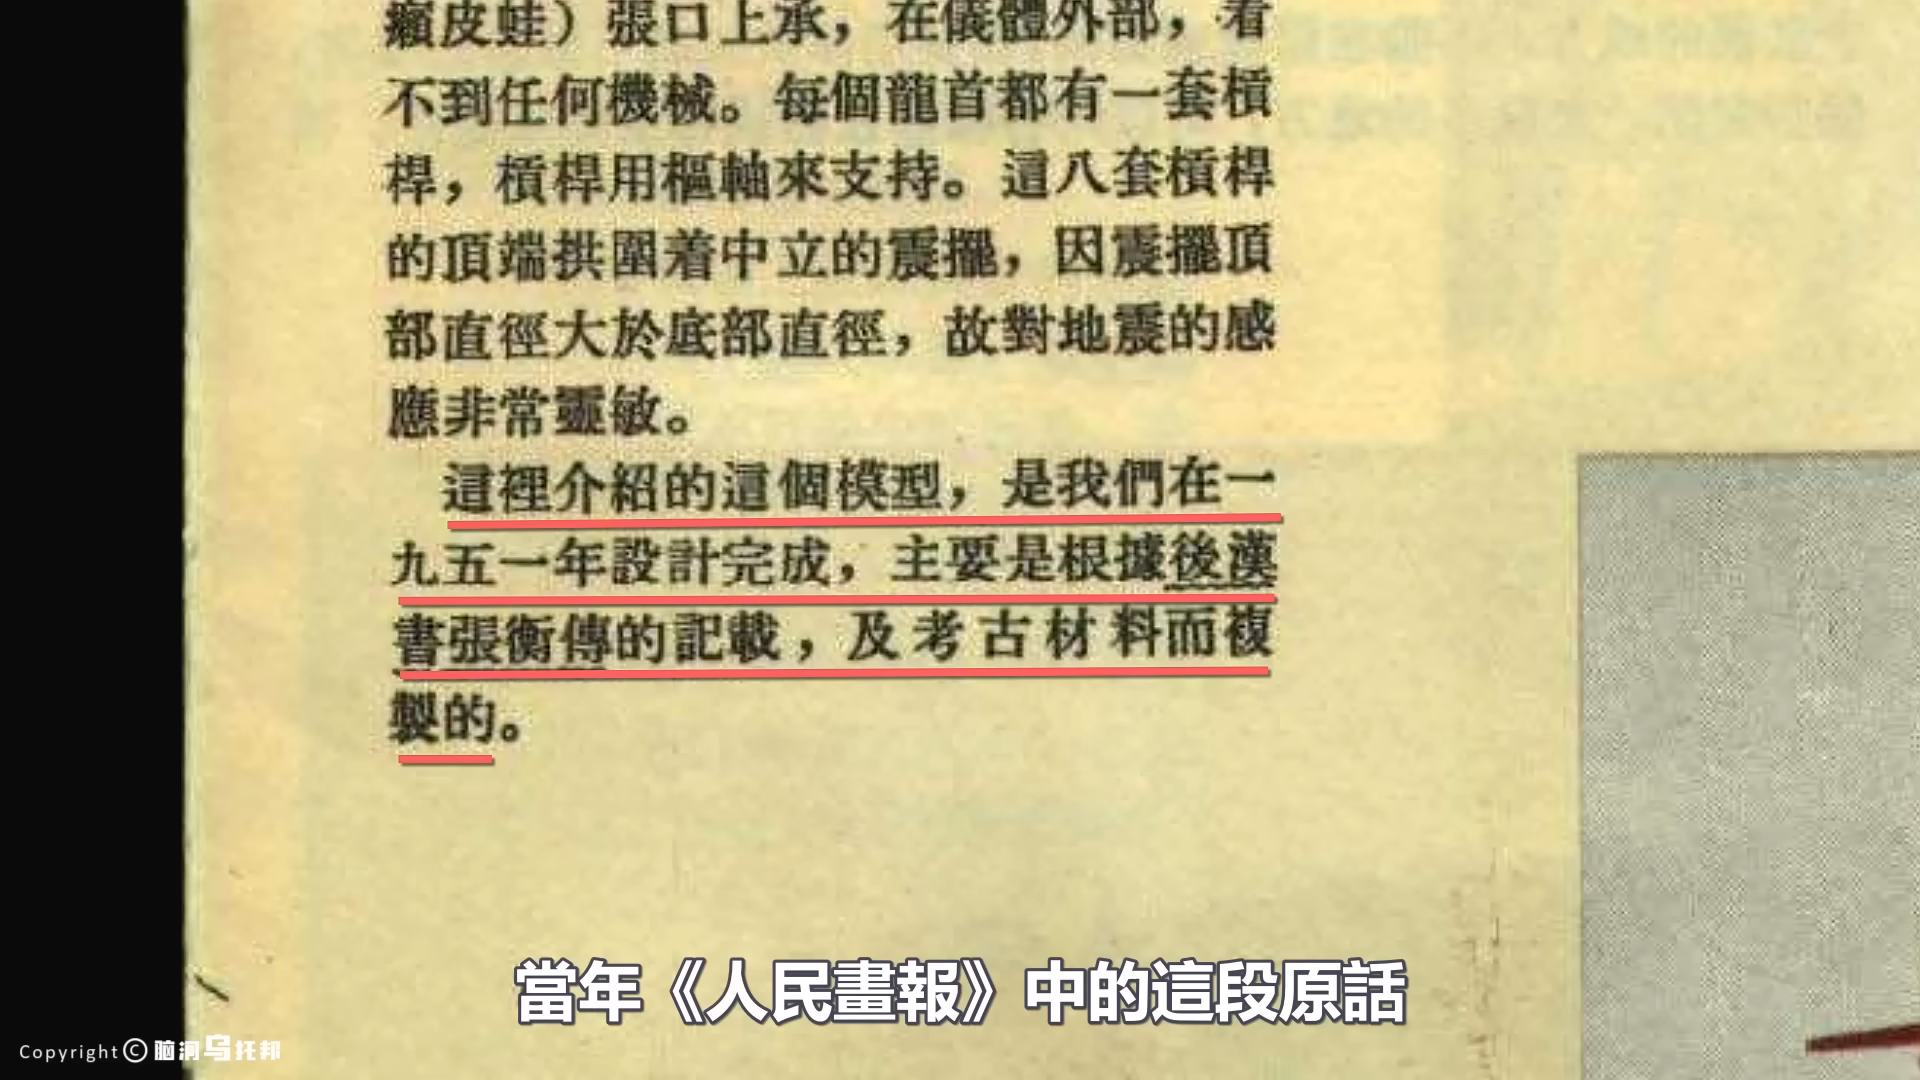 癩皮蛙）張口上承，在儀體外部，看
不到任何機械。每個龍首都有一套槓
桿，槓桿用樞軸來支持。這八套槓桿
的頂端拱圍着中立的震擺，因震擺頂
部直徑大於底部直徑，故對地震的感
應非常靈敏。
這裡介紹的這個模型，是我們在一
九五一年設計完成，主要是根據後漢
書張衡傳的記載，及考古材料而複
製的。
當年《人民畫報》中的這段原話
Copyright © 脑洞乌托邦